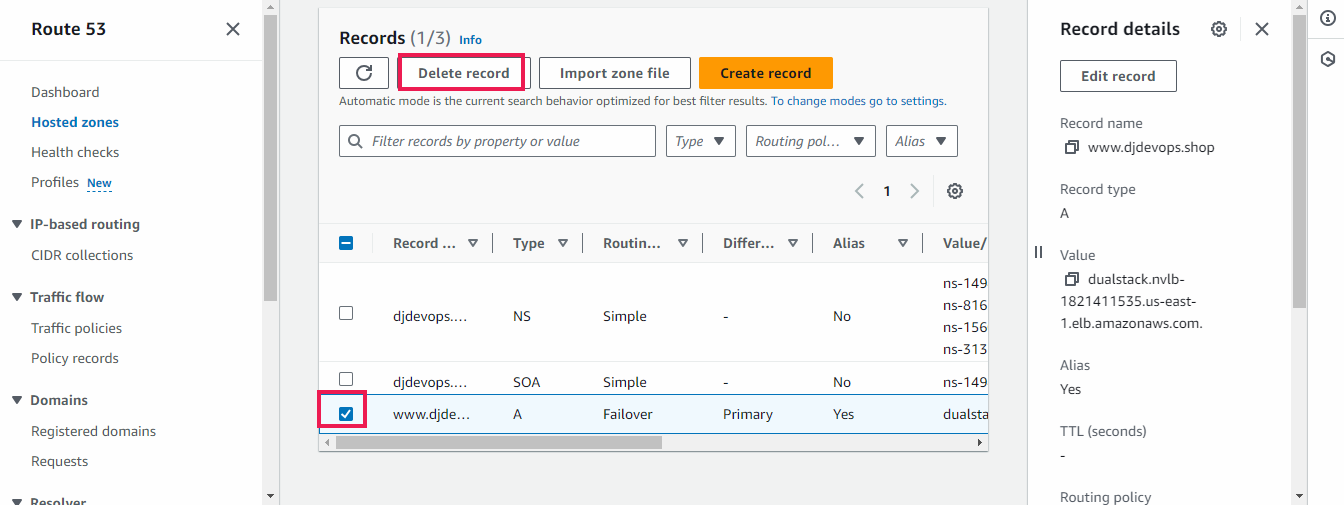 Route 53
Dashboard
Hosted zones
Health checks
Profiles New
IP-based routing
CIDR collections
Traffic flow
Traffic policies
Policy records
Domains
Registered domains
Requests
Resolver
Records (1/3) Info
Delete record Import zone file Create record
Automatic mode is the current search behavior optimized for best filter results. To change modes go to settings.
Filter records by property or value Type Routing pol... Alias
1
Record ... Type Routin... Differ... Alias Value/
djdevops.... NS Simple - No ns-149
ns-816
ns-156
ns-313
djdevops.... SOA Simple - No ns-149
www.djde... A Failover Primary Yes dualsta
Record details
Edit record
Record name
www.djdevops.shop
Record type
A
Value
dualstack.nvlb-
1821411535.us-east-
1.elb.amazonaws.com.
Alias
Yes
TTL (seconds)
-
Routing policy